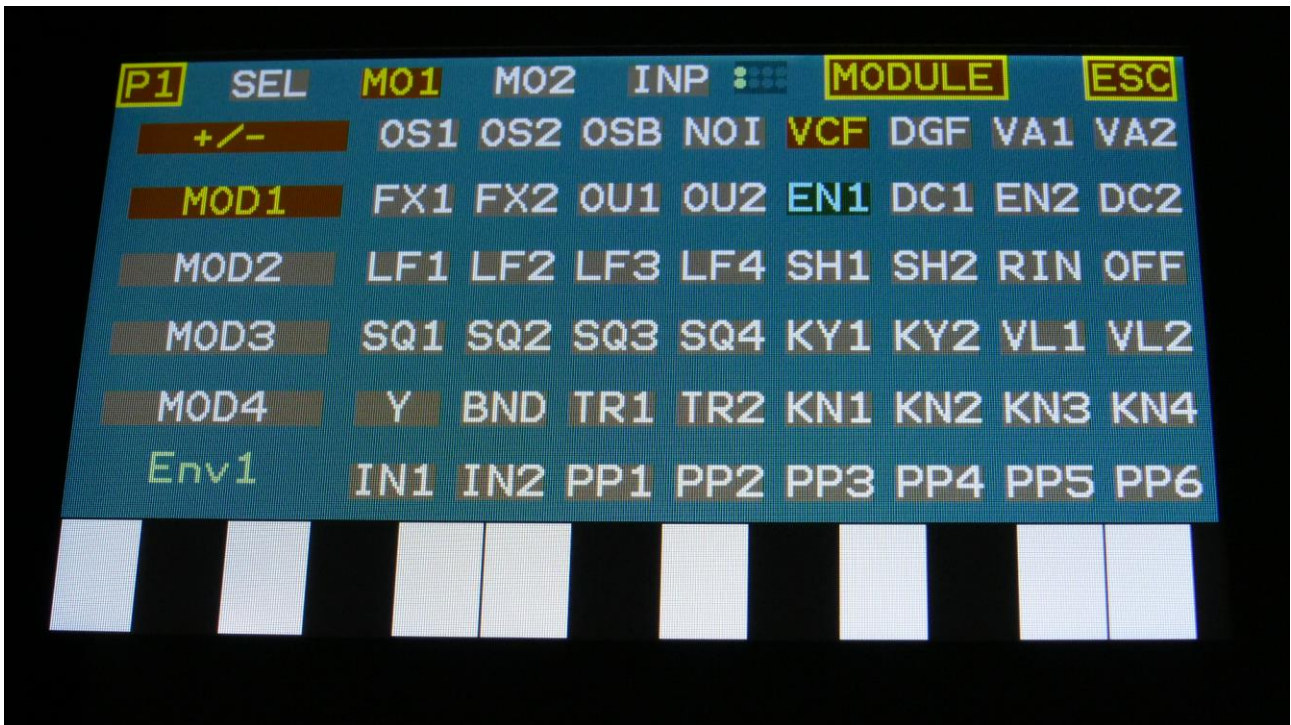 P1 SEL MO1 MO2 INP MODULE ESC
+/- OS1 OS2 OSB NOI VCF DGF VA1 VA2
MOD1 FX1 FX2 OU1 OU2 EN1 DC1 EN2 DC2
MOD2 LF1 LF2 LF3 LF4 SH1 SH2 RIN OFF
MOD3 SQ1 SQ2 SQ3 SQ4 KY1 KY2 VL1 VL2
MOD4 Y BND TR1 TR2 KN1 KN2 KN3 KN4
Env1 IN1 IN2 PP1 PP2 PP3 PP4 PP5 PP6